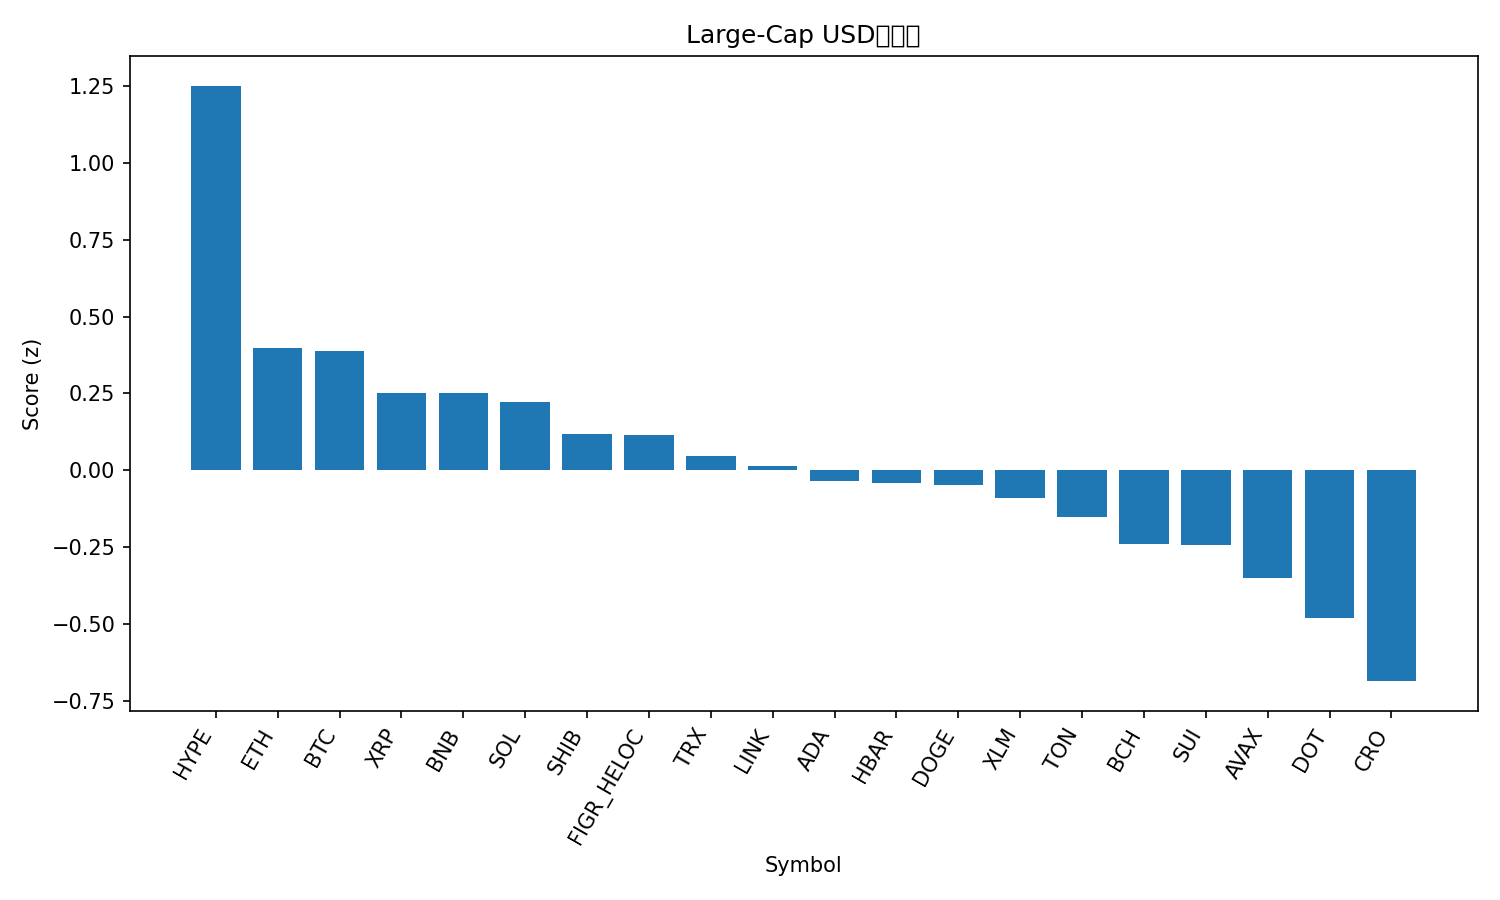 Large-Cap USD
1.25
1.00
0.75
0.50
0.25
0.00
−0.25
−0.50
−0.75
Score (z)
HYPE
ETH
BTC
XRP
BNB
SOL
SHIB
FIGR_HELOC
TRX
LINK
ADA
HBAR
DOGE
XLM
TON
BCH
SUI
AVAX
DOT
CRO
Symbol